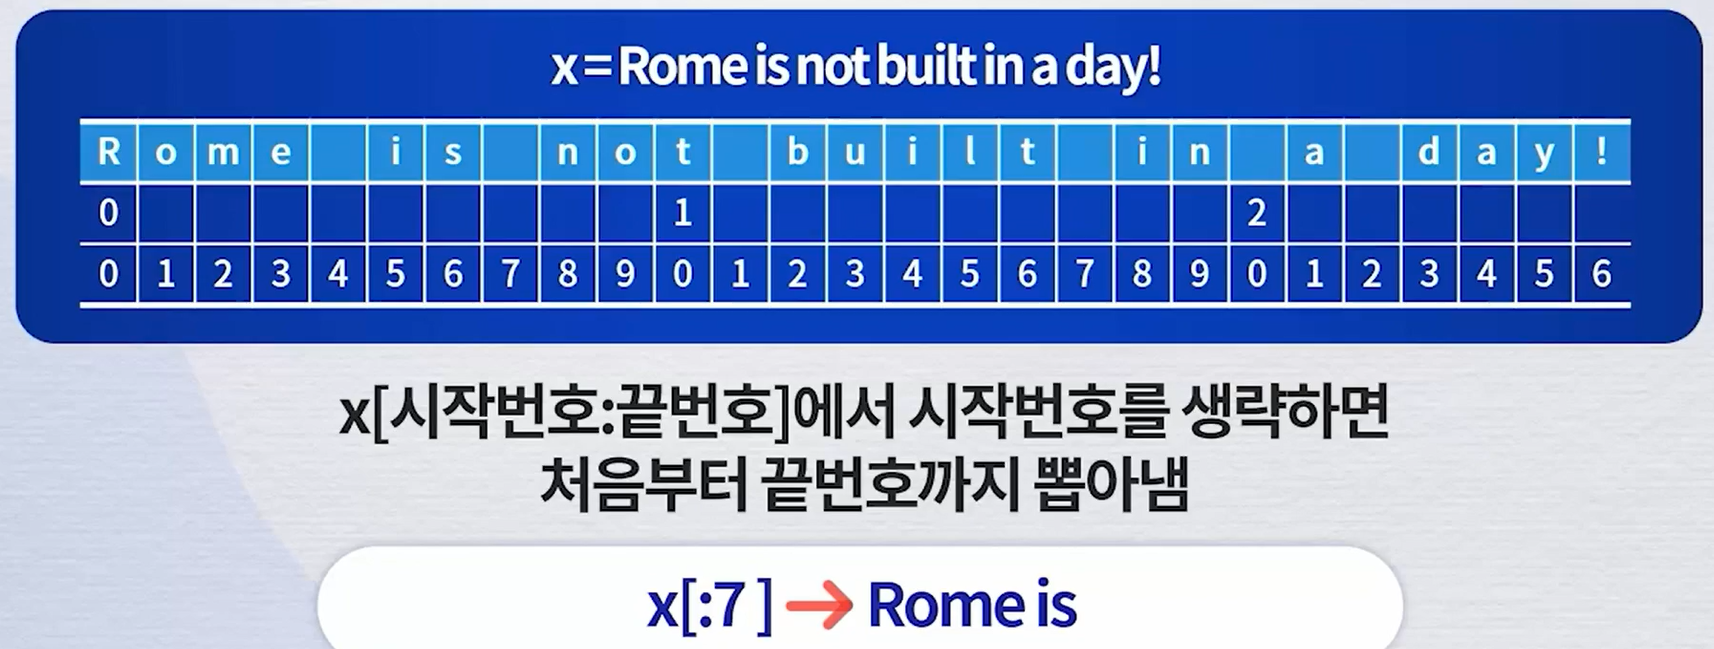 x = Rome is not built in a day!
R o m e i s n o t b u i l t i n a d a y !
0 1 2
0 1 2 3 4 5 6 7 8 9 0 1 2 3 4 5 6 7 8 9 0 1 2 3 4 5 6
x[시작번호:끝번호]에서 시작번호를 생략하면
처음부터 끝번호까지 뽑아냄
x[:7 ] → Rome is